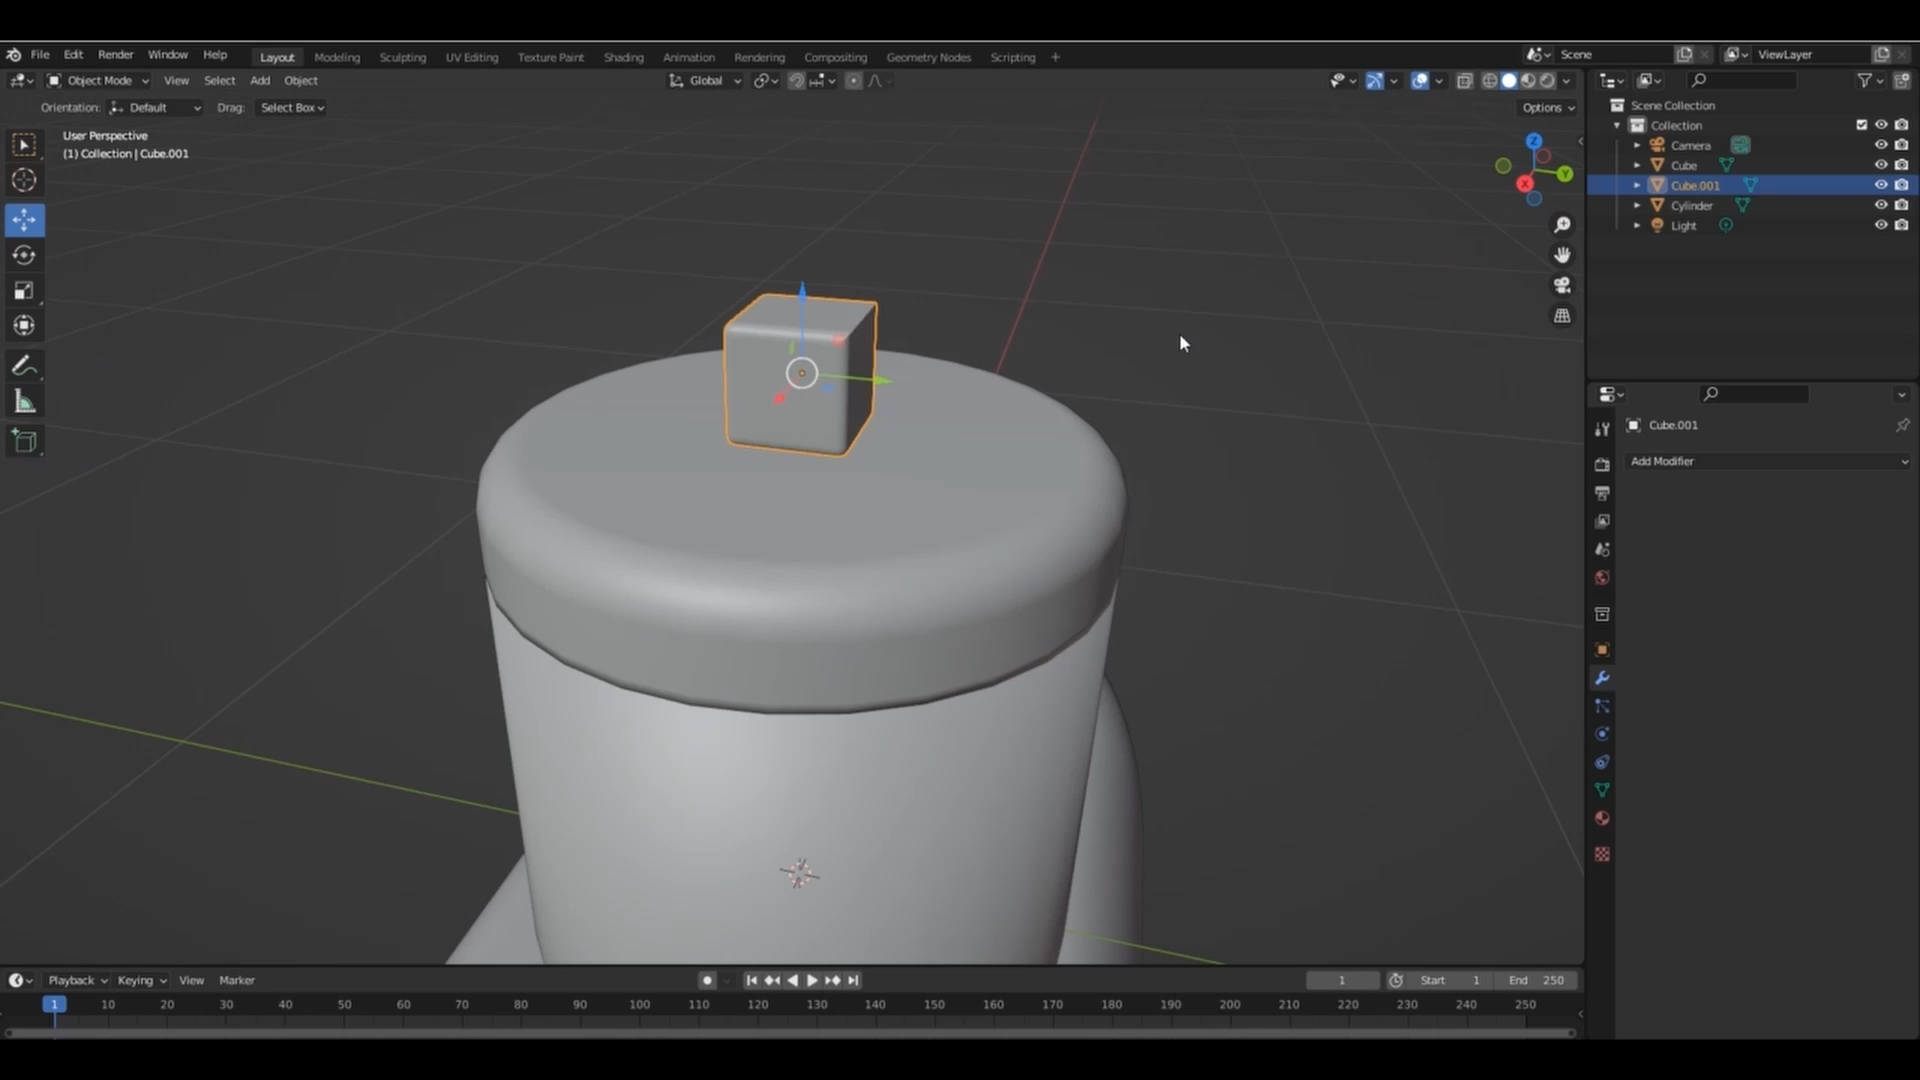 File Edit Render Window Help Layout Modeling Sculpting UV Editing Texture Paint Shading Animation Rendering Compositing Geometry Nodes Scripting + Scene ViewLayer
Object Mode View Select Add Object Global
Orientation: Default Drag: Select Box Options
User Perspective
(1) Collection | Cube.001
Z
Y
X
Scene Collection
Collection
Camera
Cube
Cube.001
Cylinder
Light
Cube.001
Add Modifier
Playback Keying View Marker 1 Start 1 End 250
1 10 20 30 40 50 60 70 80 90 100 110 120 130 140 150 160 170 180 190 200 210 220 230 240 250